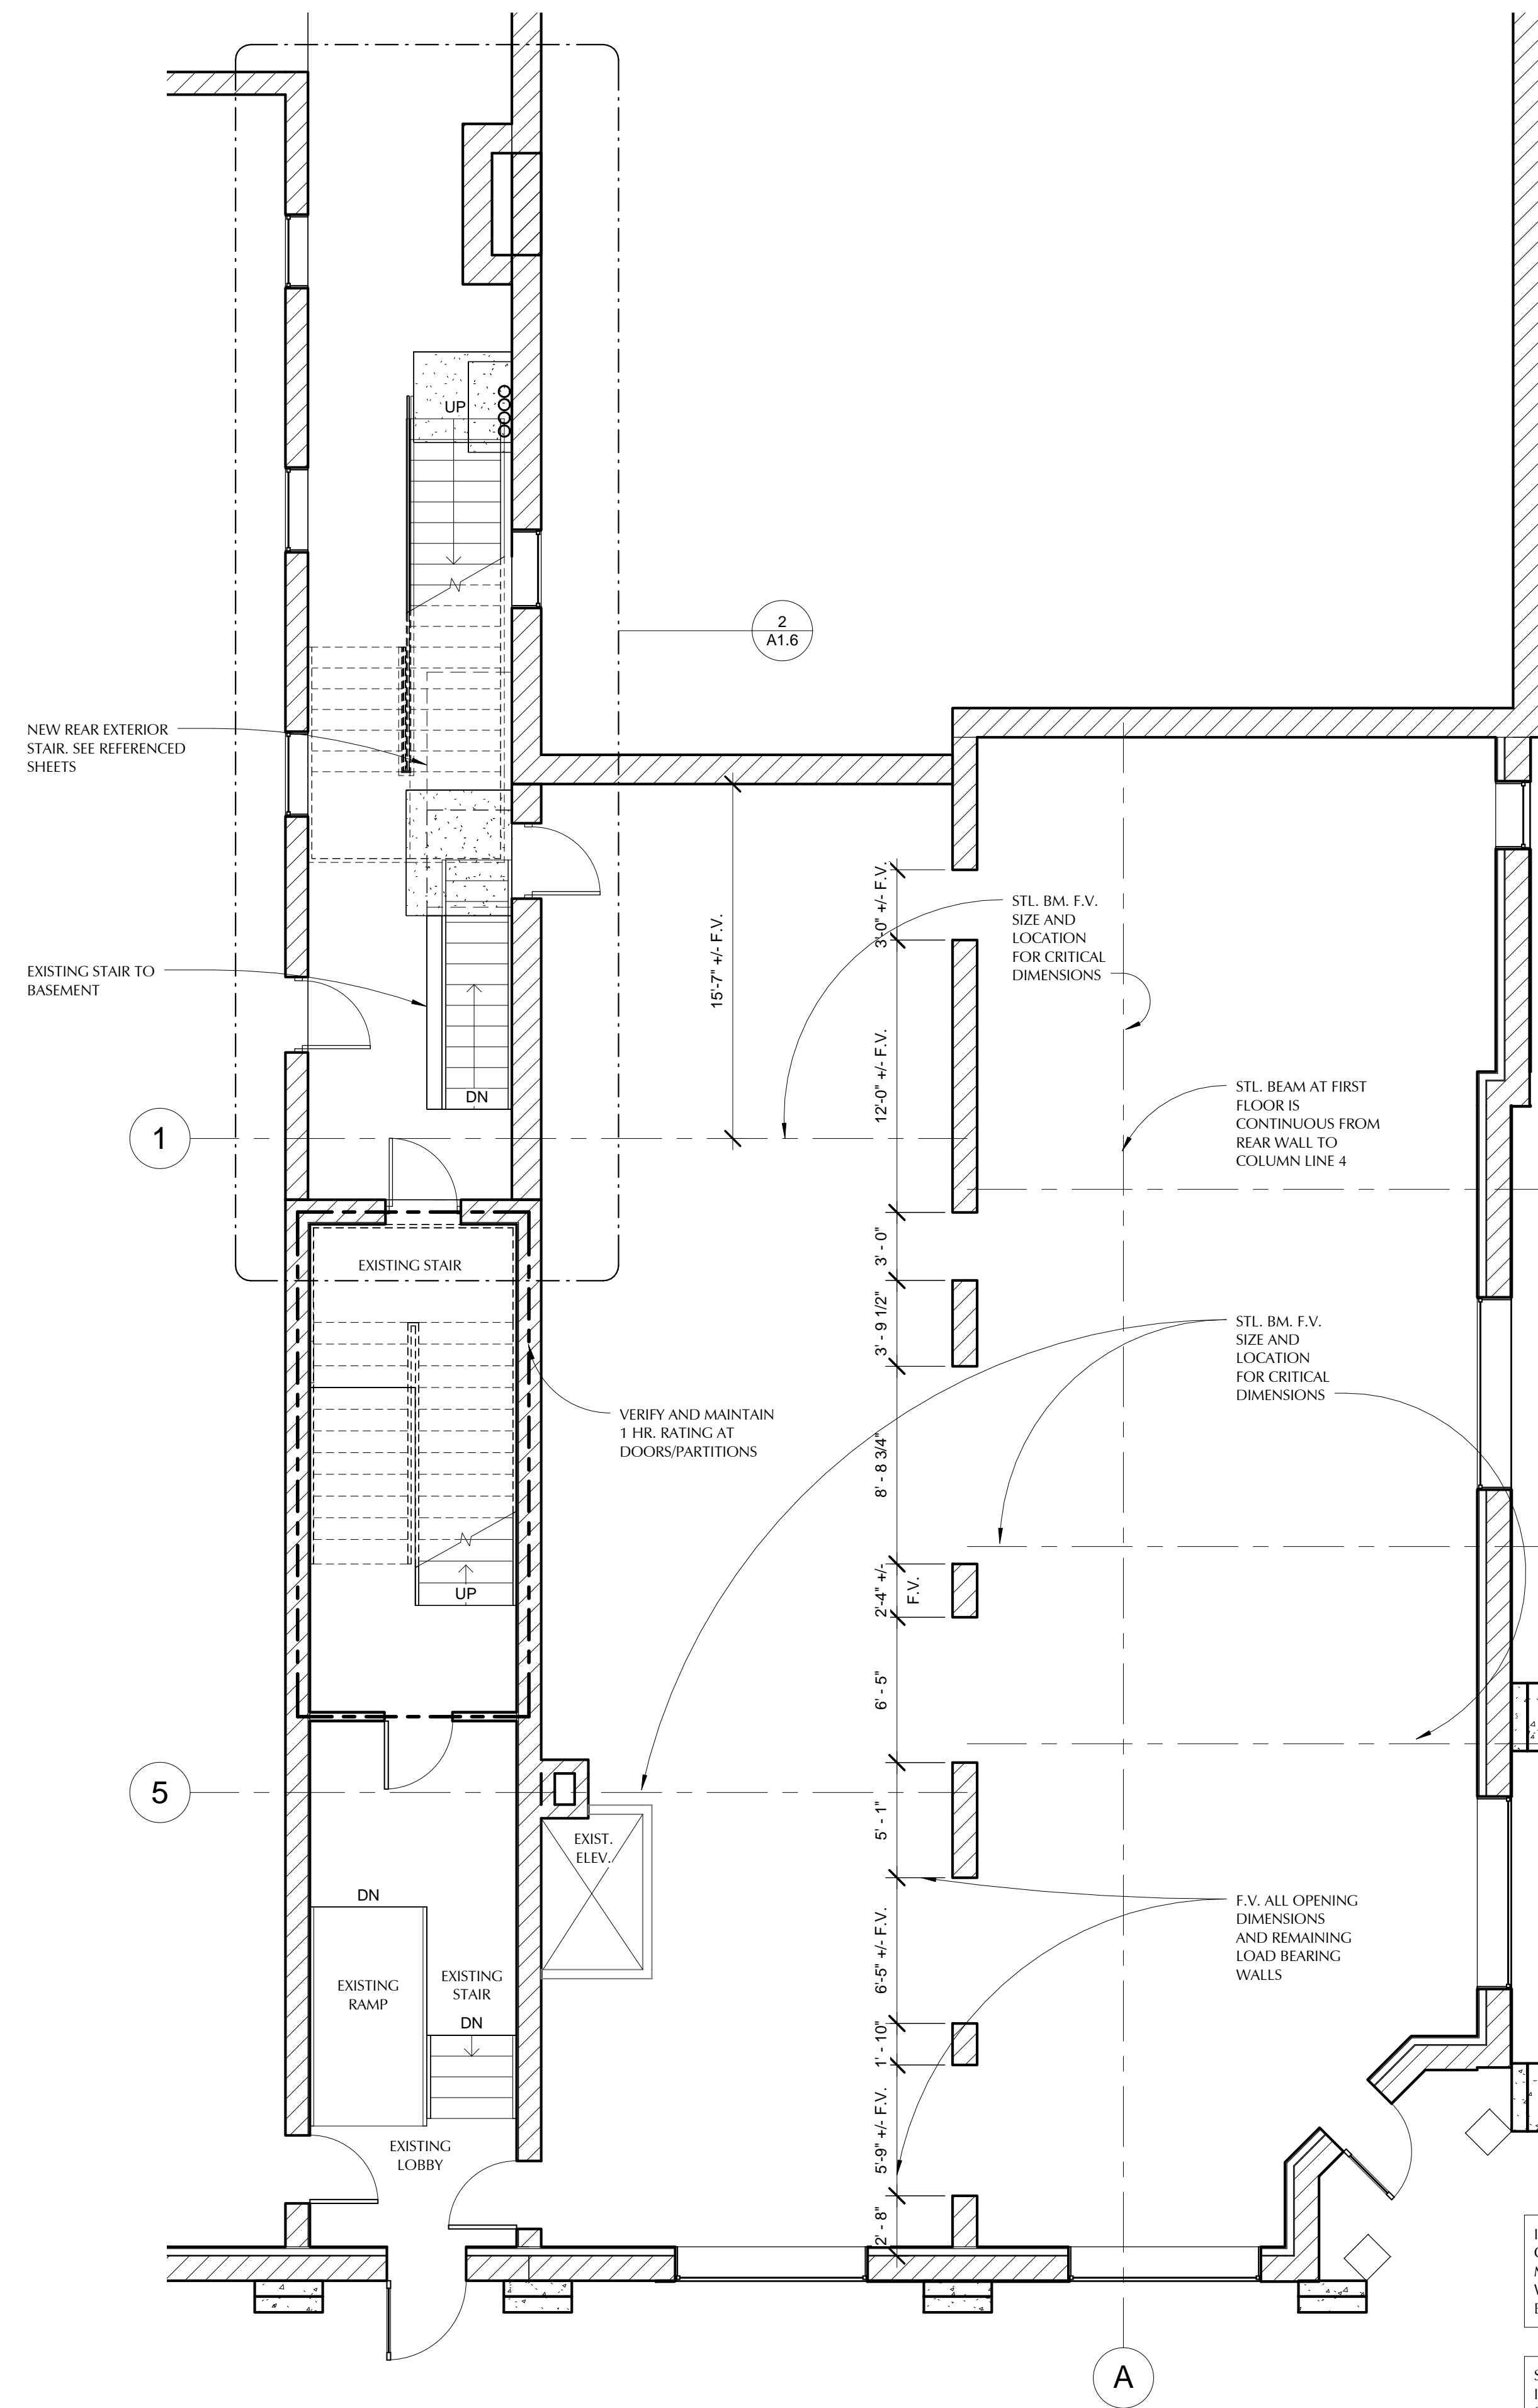 UP
2
A1.6
NEW REAR EXTERIOR
STAIR. SEE REFERENCED
SHEETS
3'-0" +/- F.V.
STL. BM. F.V.
SIZE AND
LOCATION
FOR CRITICAL
DIMENSIONS
15'-7" +/- F.V.
EXISTING STAIR TO
BASEMENT
12'-0" +/- F.V.
STL. BEAM AT FIRST
FLOOR IS
CONTINUOUS FROM
REAR WALL TO
COLUMN LINE 4
DN
1
3' - 0"
EXISTING STAIR
3' - 9 1/2"
STL. BM. F.V.
SIZE AND
LOCATION
FOR CRITICAL
DIMENSIONS
VERIFY AND MAINTAIN
1 HR. RATING AT
DOORS/PARTITIONS
8' - 8 3/4"
UP
2'-4" +/-
F.V.
6' - 5"
5
EXIST.
ELEV.
5' - 1"
DN
F.V. ALL OPENING
DIMENSIONS
AND REMAINING
LOAD BEARING
WALLS
6'-5" +/- F.V.
EXISTING
RAMP
EXISTING
STAIR
DN
1' - 10"
5'-9" +/- F.V.
EXISTING
LOBBY
2' - 8"
A